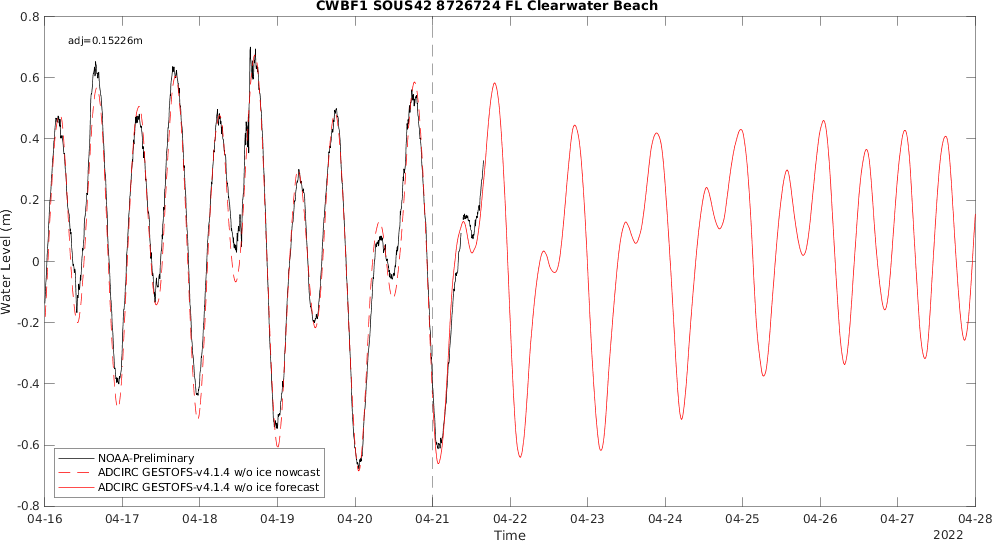 CWBF1 SOUS42 8726724 FL Clearwater Beach
adj=0.15226m
0.8
0.6
0.4
0.2
0
-0.2
-0.4
-0.6
-0.8
Water Level (m)
NOAA-Preliminary
ADCIRC GESTOFS-v4.1.4 w/o ice nowcast
ADCIRC GESTOFS-v4.1.4 w/o ice forecast
04-16 04-17 04-18 04-19 04-20 04-21 04-22 04-23 04-24 04-25 04-26 04-27 04-28
Time
2022